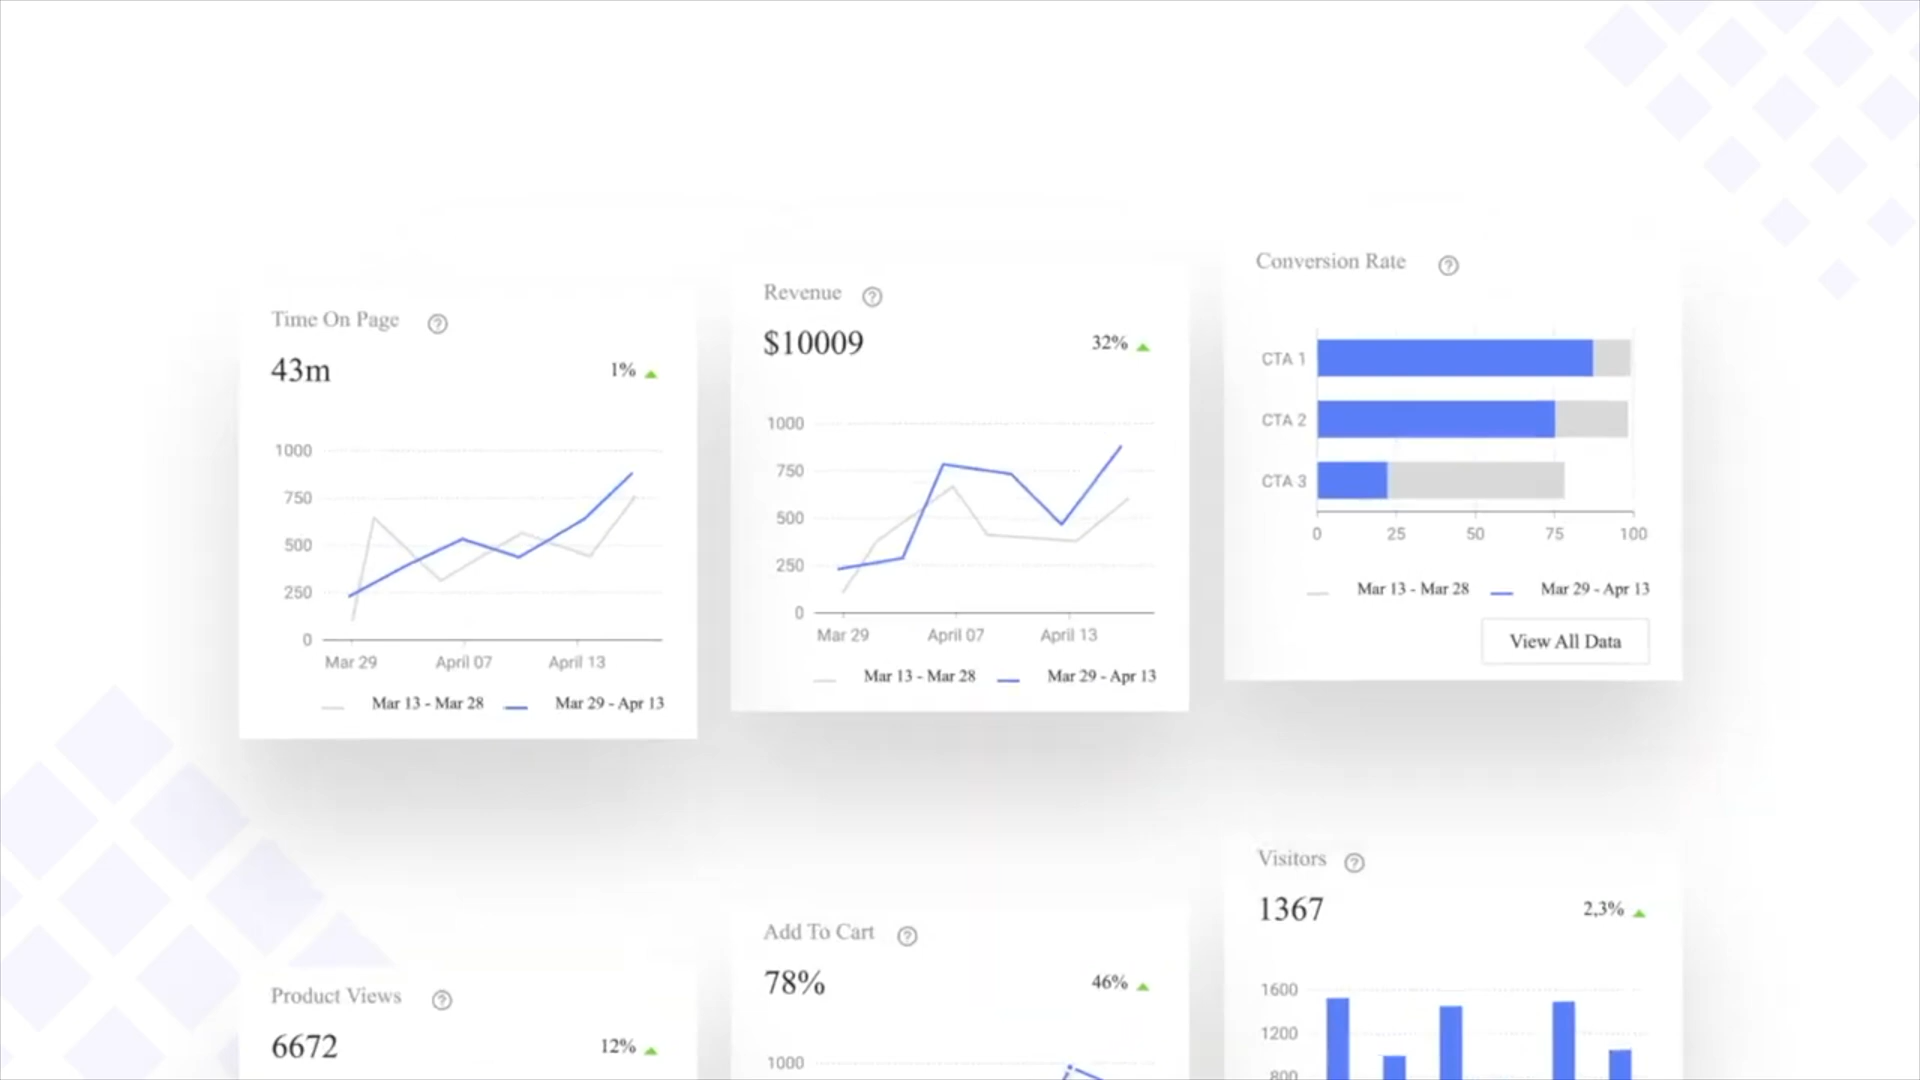 Time On Page
43m
1%
1000
750
500
250
0
Mar 29 April 07 April 13
Mar 13 - Mar 28 Mar 29 - Apr 13
Revenue
$10009
32%
1000
750
500
250
0
Mar 29 April 07 April 13
Mar 13 - Mar 28 Mar 29 - Apr 13
Conversion Rate
CTA 1
CTA 2
CTA 3
0 25 50 75 100
Mar 13 - Mar 28 Mar 29 - Apr 13
View All Data
Product Views
6672
12%
Add To Cart
78%
46%
1000
Visitors
1367
2,3%
1600
1200
800